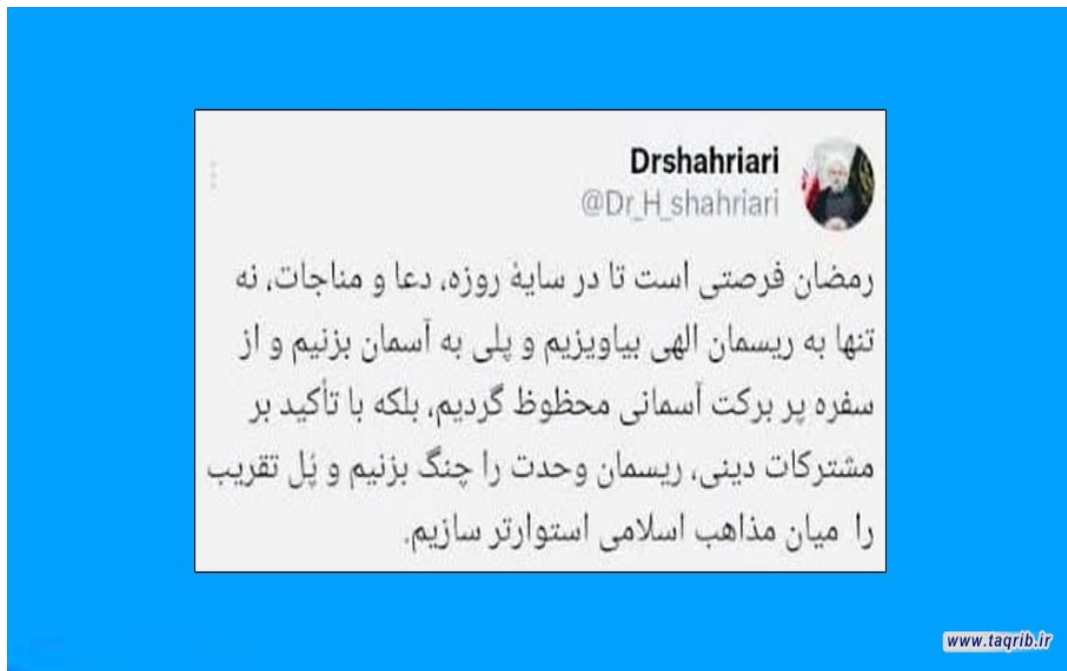 Drshahriari
@Dr_H_shahriari
رمضان فرصتی است تا در سایهٔ روزه، دعا و مناجات، نه
تنها به ریسمان الهی بیاویزیم و پلی به آسمان بزنیم و از
سفره پر برکت آسمانی محظوظ گردیم، بلکه با تأکید بر
مشترکات دینی، ریسمان وحدت را چنگ بزنیم و پُل تقریب
را میان مذاهب اسلامی استوارتر سازیم.
www.taqrib.ir